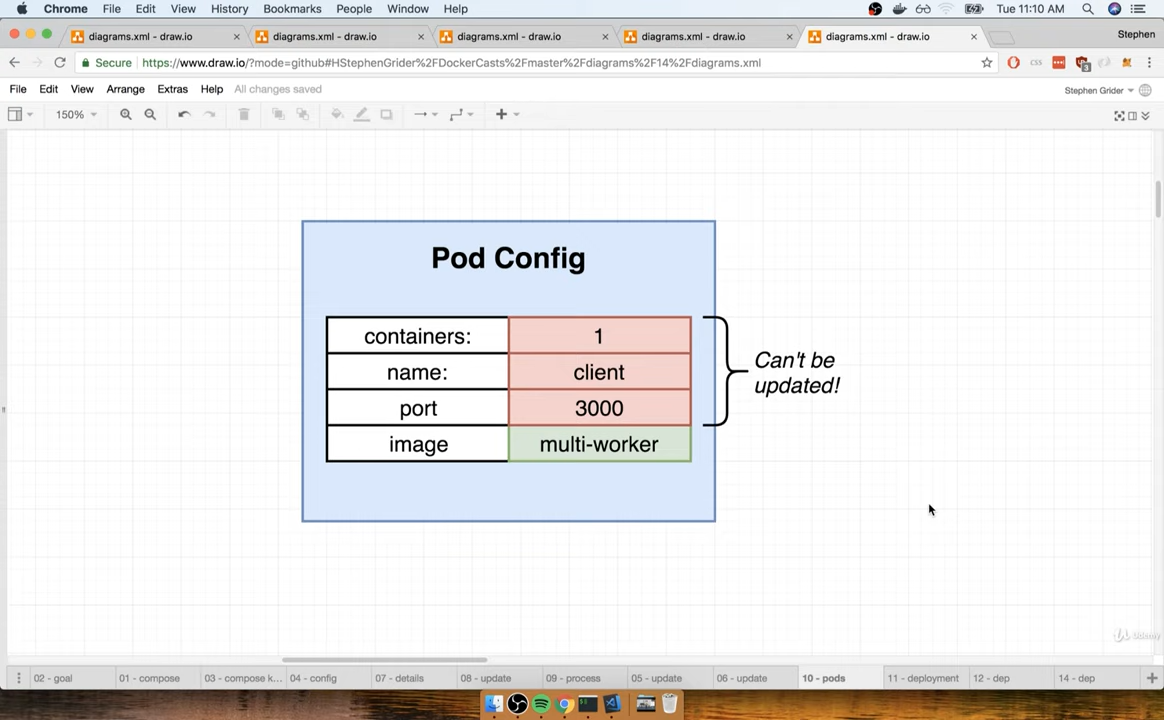 Chrome File Edit View History Bookmarks People Window Help Tue 11:10 AM
diagrams.xml - draw.io diagrams.xml - draw.io diagrams.xml - draw.io diagrams.xml - draw.io diagrams.xml - draw.io Stephen
Secure https://www.draw.io/?mode=github#HStephenGrider%2FDockerCasts%2Fmaster%2Fdiagrams%2F14%2Fdiagrams.xml css 3
File Edit View Arrange Extras Help All changes saved Stephen Grider
150%
Pod Config
containers: 1
name: client
port 3000
image multi-worker
Can't be
updated!
Udemy
02 - goal 01 - compose 03 - compose k... 04 - config 07 - details 08 - update 09 - process 05 - update 06 - update 10 - pods 11 - deployment 12 - dep 14 - dep